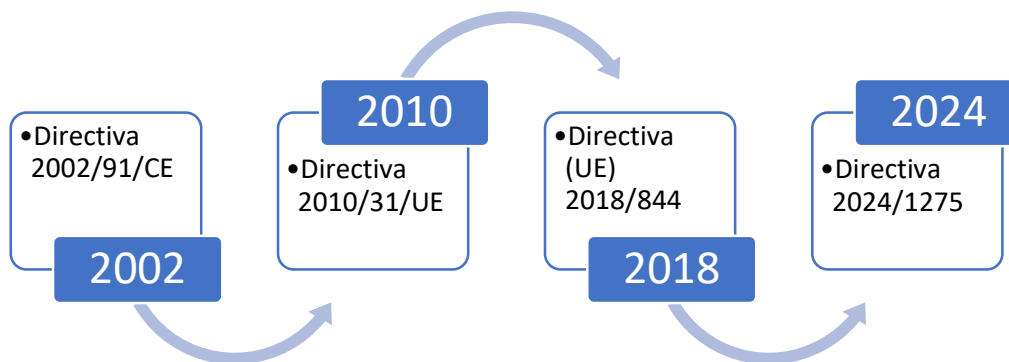 •Directiva
2002/91/CE
2002
2010
•Directiva
2010/31/UE
•Directiva
(UE)
2018/844
2018
2024
•Directiva
2024/1275